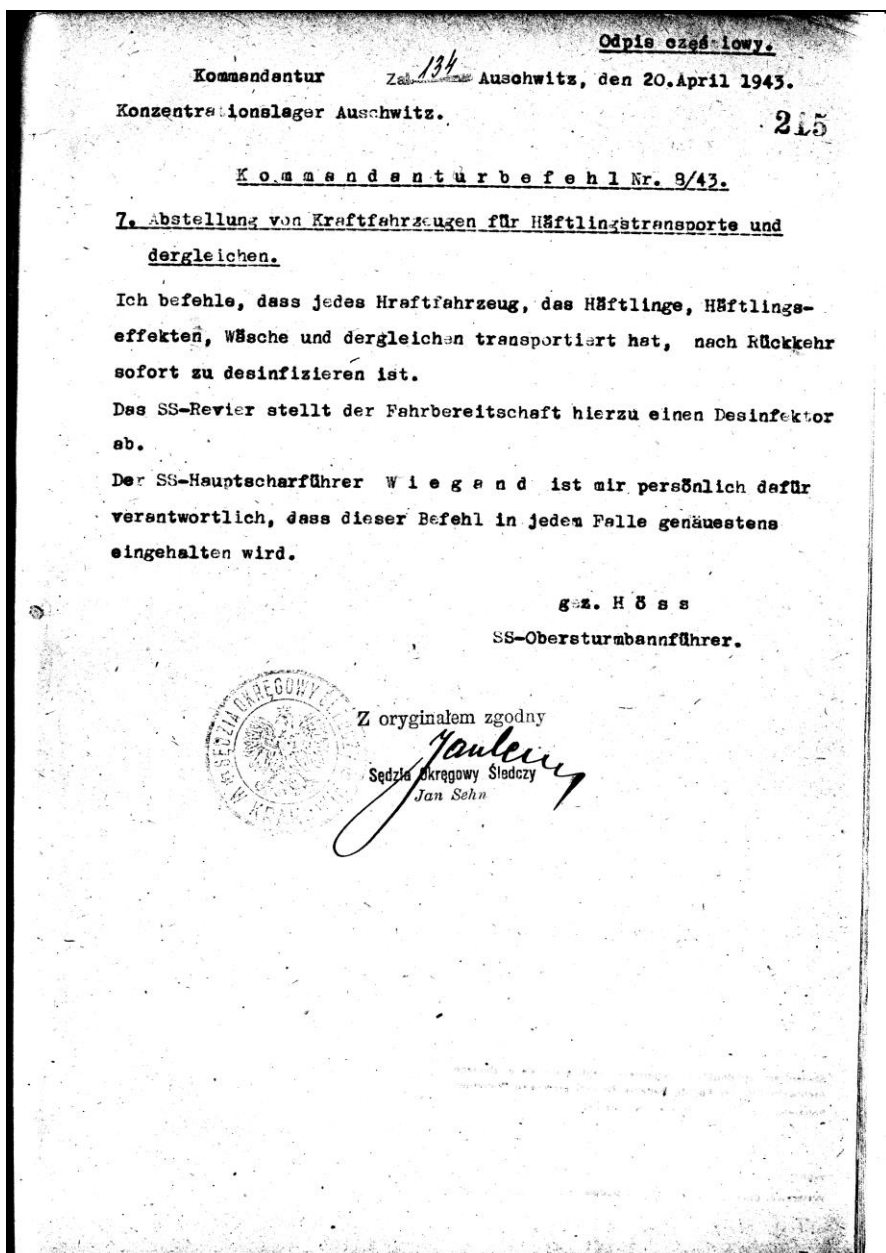 Odpis częściowy.
Kommandantur Zał. 134 Auschwitz, den 20.April 1943.
Konzentrationslager Auschwitz.
215
Kommandanturbefehl Nr. 8/43.
7. Abstellung von Kraftfahrzeugen für Häftlingstransporte und
dergleichen.
Ich befehle, dass jedes Hraftfahrzeug, das Häftlinge, Häftlings-
effekten, Wäsche und dergleichen transportiert hat, nach Rückkehr
sofort zu desinfizieren ist.
Das SS-Revier stellt der Fahrbereitschaft hierzu einen Desinfektor
ab.
Der SS-Hauptscharführer Wiegand ist mir persönlich dafür
verantwortlich, dass dieser Befehl in jedem Falle genäuestens
eingehalten wird.
gez. Höss
SS-Obersturmbannführer.
SĘDZIA OKRĘGOWY
W
Z oryginałem zgodny
Sędzia Okręgowy Śledczy
Jan Sehn